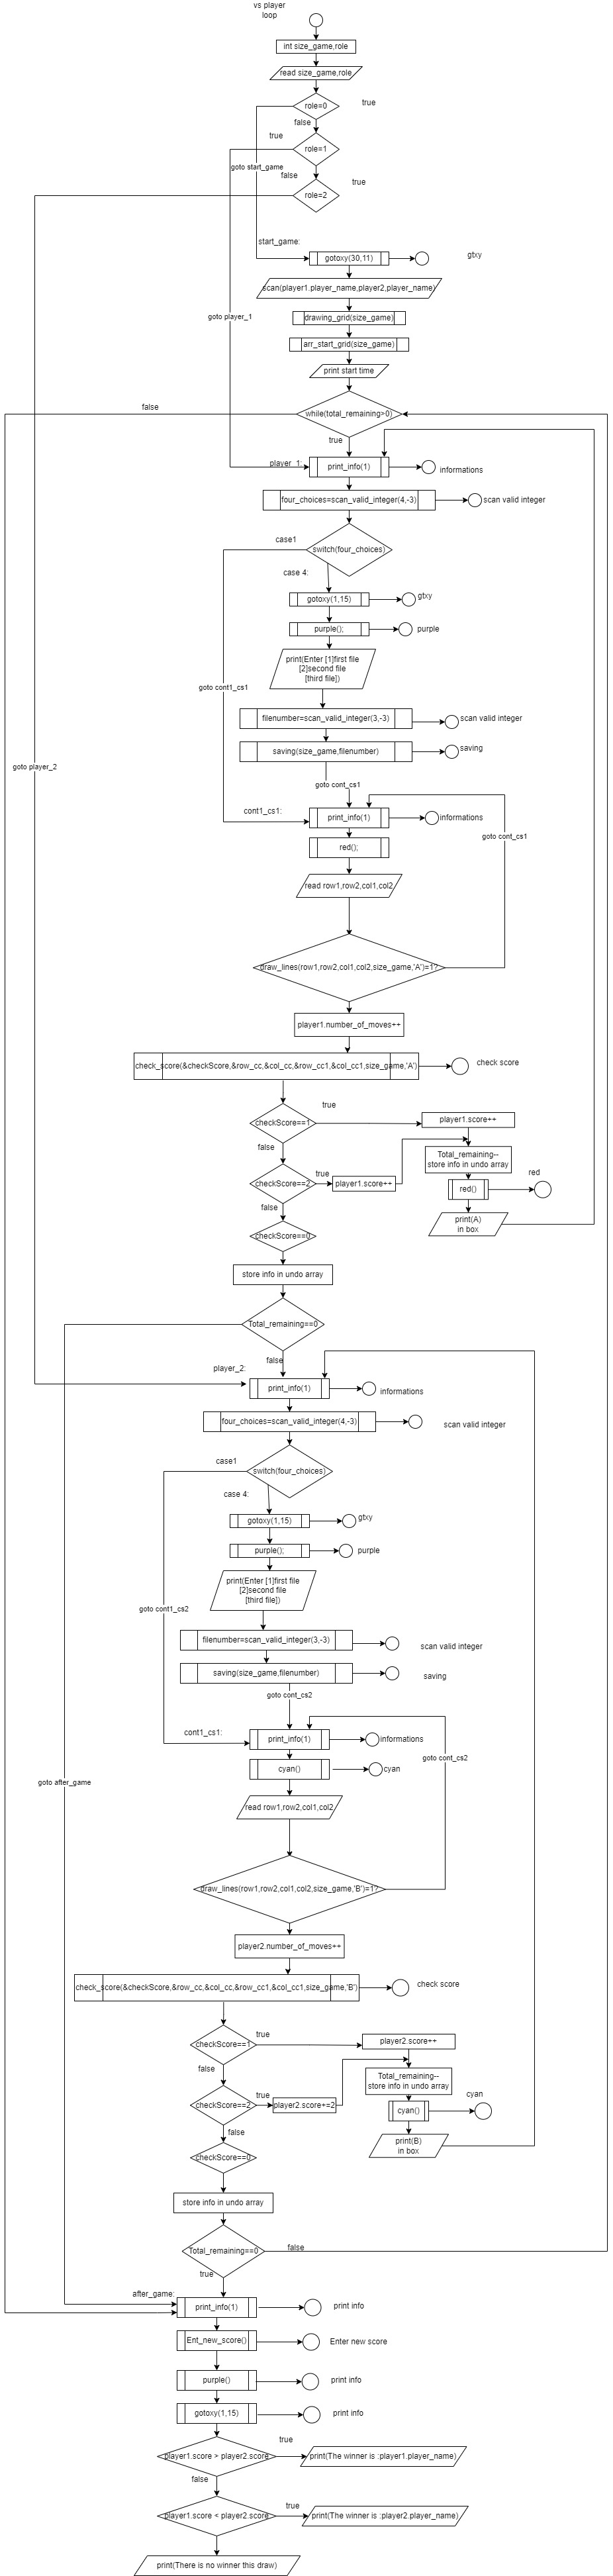 vs player
loop
int size_game,role
read size_game,role
role=0
true
false
true
role=1
goto start_game
false
true
role=2
start_game:
gotoxy(30,11)
gtxy
scan(player1.player_name,player2,player_name)
goto player_1
drawing_grid(size_game)
arr_start_grid(size_game)
print start time
false
while(total_remaining>0)
true
player_1:
print_info(1)
informations
four_choices=scan_valid_integer(4,-3)
scan valid integer
case1
switch(four_choices)
case 4:
gotoxy(1,15)
gtxy
purple();
purple
print(Enter [1]first file
[2]second file
[third file])
goto cont1_cs1
filenumber=scan_valid_integer(3,-3)
scan valid integer
saving(size_game,filenumber)
saving
goto player_2
goto cont_cs1
cont1_cs1:
print_info(1)
informations
goto cont_cs1
red();
read row1,row2,col1,col2
draw_lines(row1,row2,col1,col2,size_game,'A')=1?
player1.number_of_moves++
check_score(&checkScore,&row_cc,&col_cc,&row_cc1,&col_cc1,size_game,'A')
check score
true
checkScore==1
player1.score++
false
Total_remaining--
store info in undo array
true
checkScore==2
player1.score++
red()
red
false
print(A)
in box
checkScore==0
store info in undo array
Total_remaining==0
false
player_2:
print_info(1)
informations
four_choices=scan_valid_integer(4,-3)
scan valid integer
case1
switch(four_choices)
case 4:
gotoxy(1,15)
gtxy
purple();
purple
print(Enter [1]first file
[2]second file
[third file])
goto cont1_cs2
filenumber=scan_valid_integer(3,-3)
scan valid integer
saving(size_game,filenumber)
saving
goto cont_cs2
cont1_cs1:
print_info(1)
informations
goto cont_cs2
cyan()
cyan
goto after_game
read row1,row2,col1,col2
draw_lines(row1,row2,col1,col2,size_game,'B')=1?
player2.number_of_moves++
check_score(&checkScore,&row_cc,&col_cc,&row_cc1,&col_cc1,size_game,'B')
check score
true
checkScore==1
player2.score++
false
Total_remaining--
store info in undo array
true
checkScore==2
player2.score+=2
cyan()
cyan
false
print(B)
in box
checkScore==0
store info in undo array
Total_remaining==0
false
true
after_game:
print_info(1)
print info
Ent_new_score()
Enter new score
purple()
print info
gotoxy(1,15)
print info
true
player1.score > player2.score
print(The winner is :player1.player_name)
false
true
player1.score < player2.score
print(The winner is :player2.player_name)
print(There is no winner this draw)